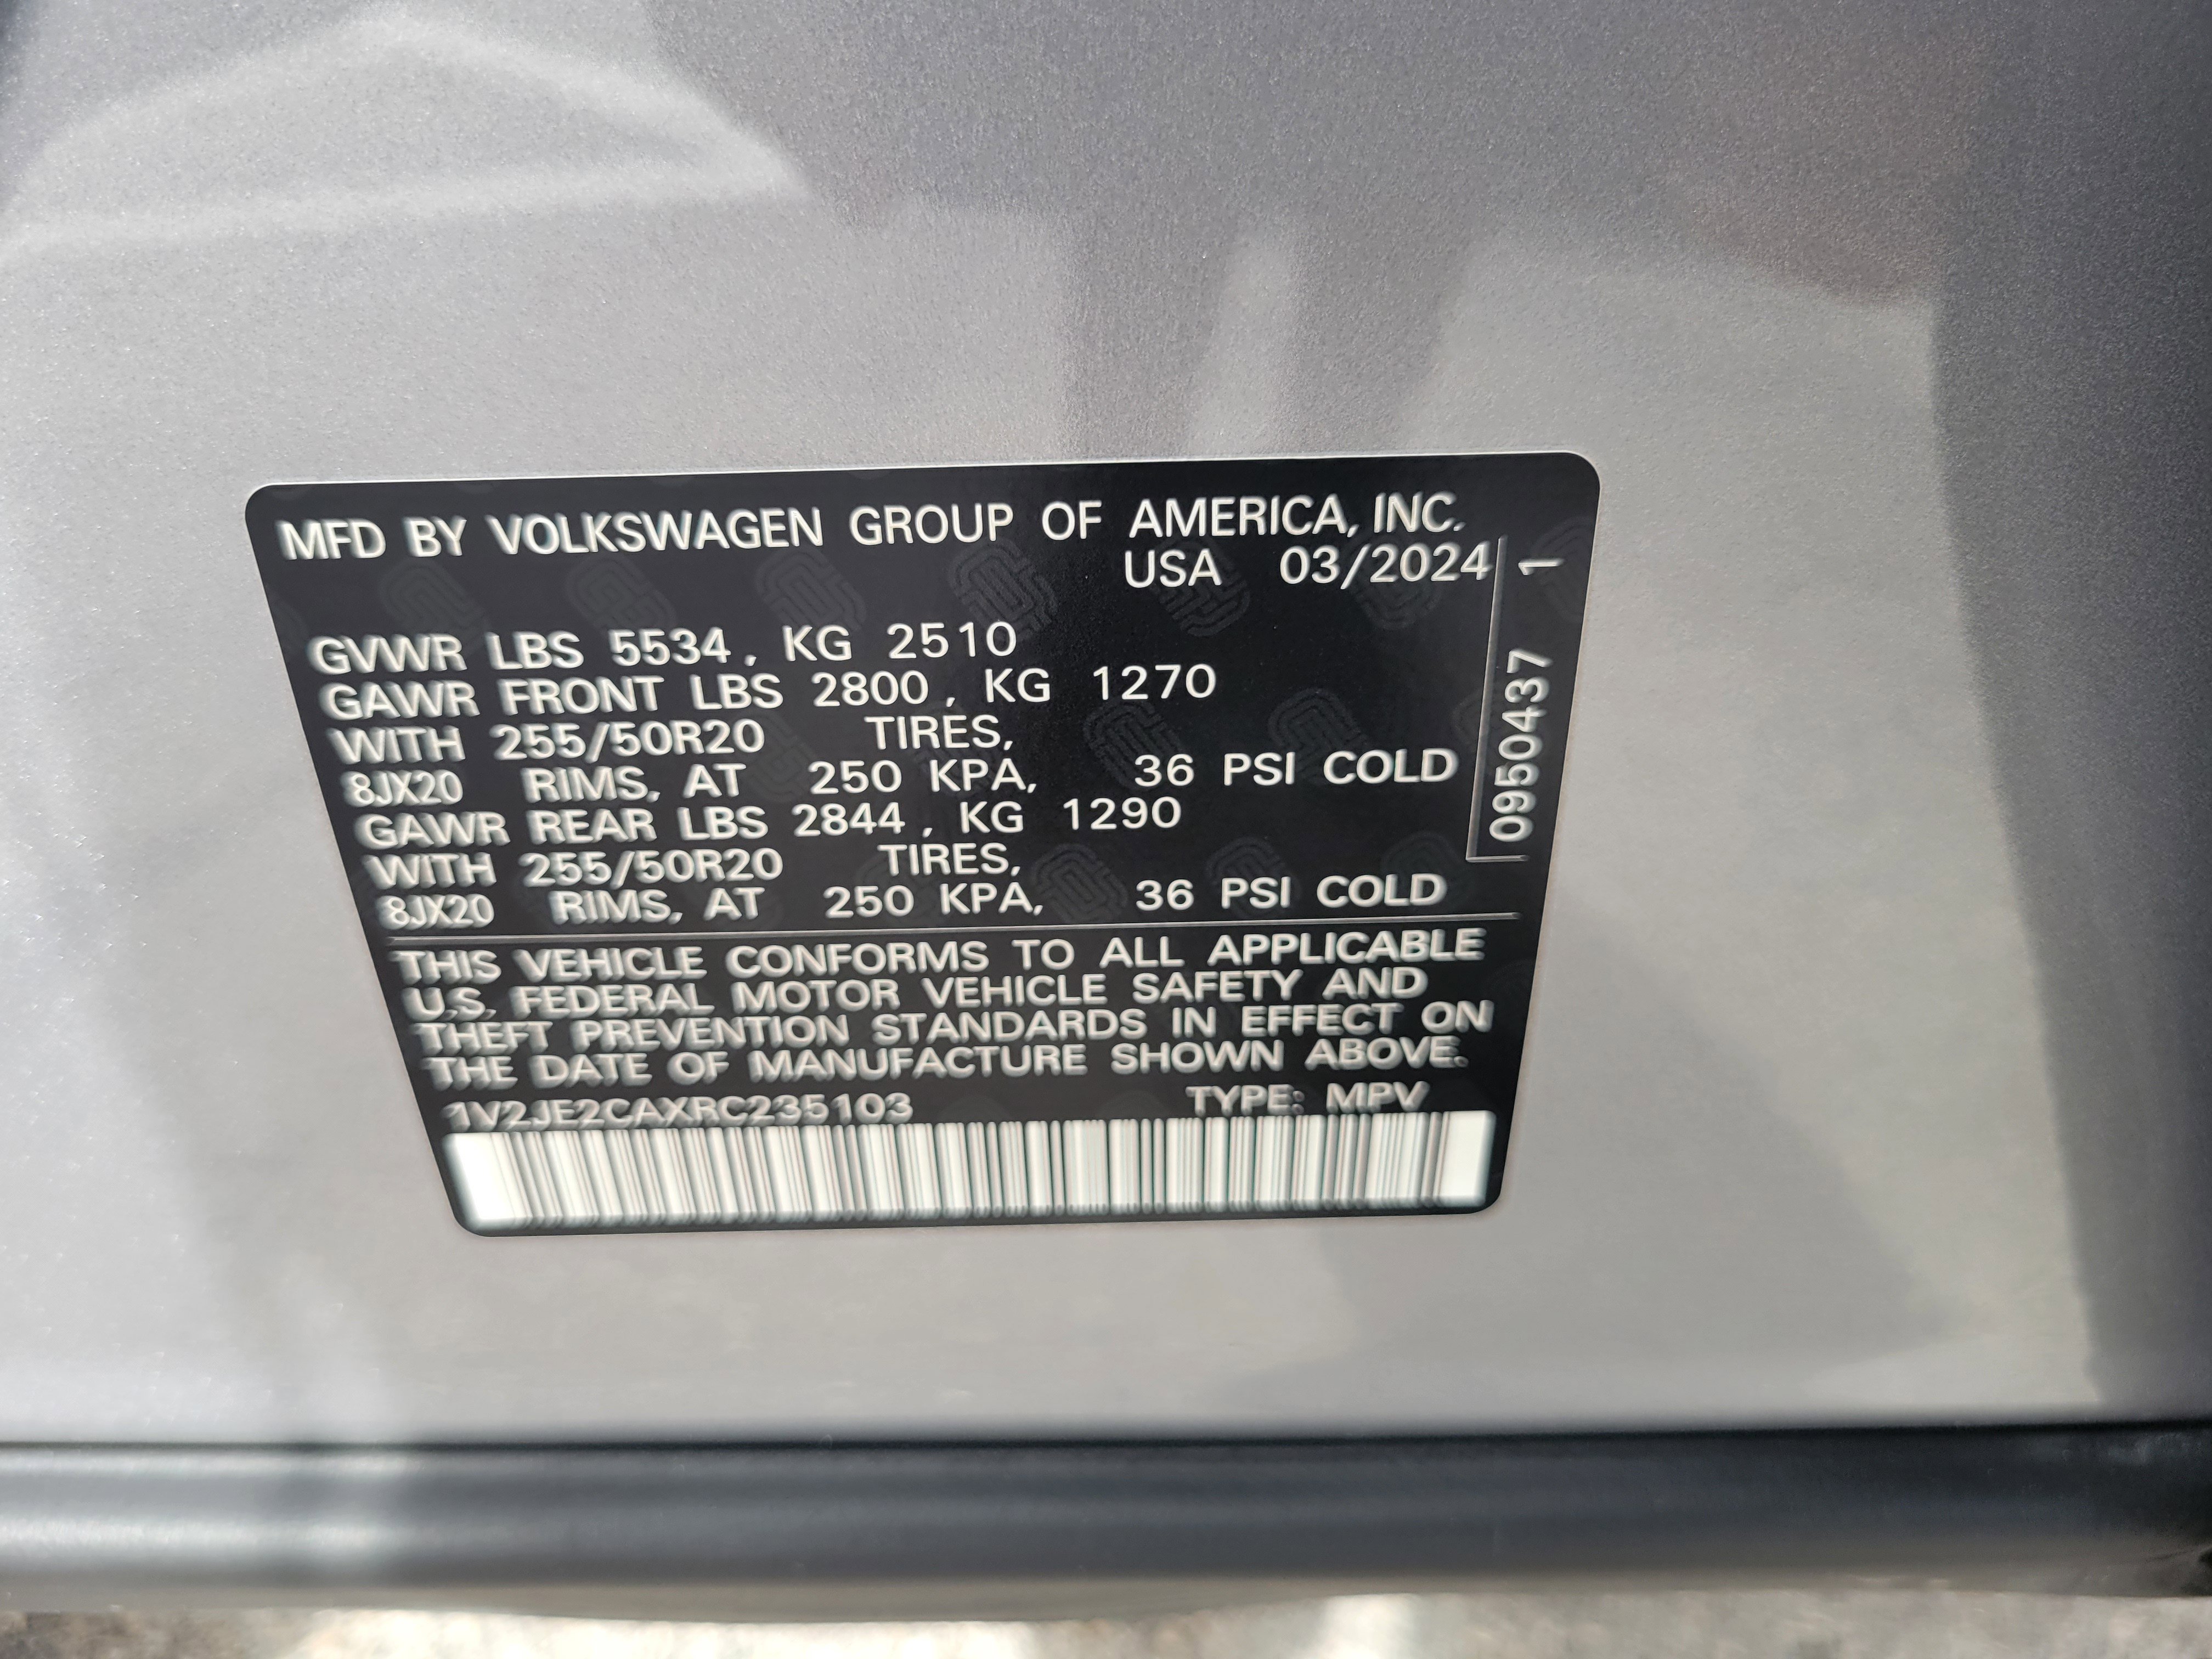 MFD BY VOLKSWAGEN GROUP OF AMERICA, INC.
USA 03/2024
GVWR LBS 5534, KG 2510
GAWR FRONT LBS 2800, KG 1270
WITH 255/50R20 TIRES,
8JX20 RIMS, AT 250 KPA, 36 PSI COLD
GAWR REAR LBS 2844, KG 1290
WITH 255/50R20 TIRES,
8JX20 RIMS, AT 250 KPA, 36 PSI COLD
0950437 1
THIS VEHICLE CONFORMS TO ALL APPLICABLE
U.S. FEDERAL MOTOR VEHICLE SAFETY AND
THEFT PREVENTION STANDARDS IN EFFECT ON
THE DATE OF MANUFACTURE SHOWN ABOVE.
1V2JE2CAXRC235103 TYPE: MPV